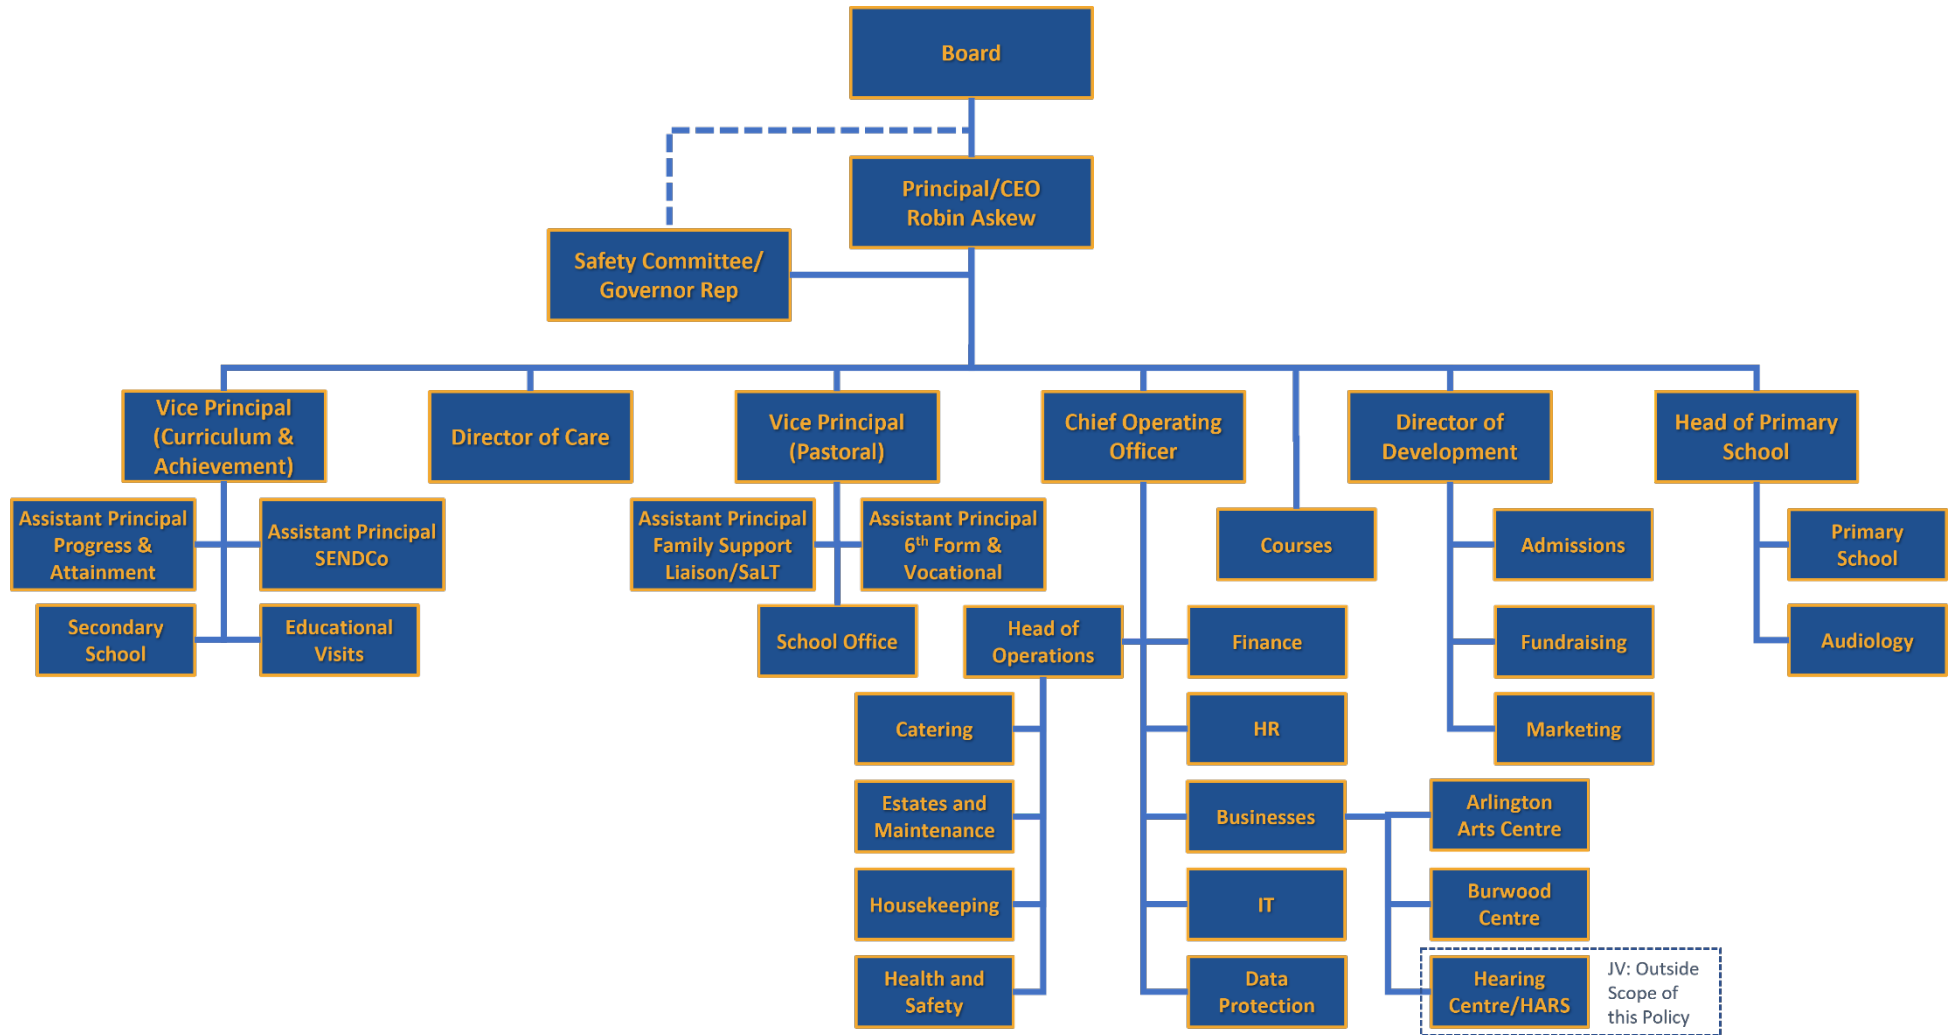 Board
Principal/CEO
Robin Askew
Safety Committee/
Governor Rep
Vice Principal
(Curriculum &
Achievement)
Director of Care
Vice Principal
(Pastoral)
Chief Operating
Officer
Director of
Development
Head of Primary
School
Assistant Principal
Progress &
Attainment
Assistant Principal
SENDCo
Assistant Principal
Family Support
Liaison/SaLT
Assistant Principal
6th Form &
Vocational
Courses
Admissions
Primary
School
Secondary
School
Educational
Visits
School Office
Head of
Operations
Finance
Fundraising
Audiology
Catering
HR
Marketing
Estates and
Maintenance
Businesses
Arlington
Arts Centre
Housekeeping
IT
Burwood
Centre
Health and
Safety
Data
Protection
Hearing
Centre/HARS
JV: Outside
Scope of
this Policy